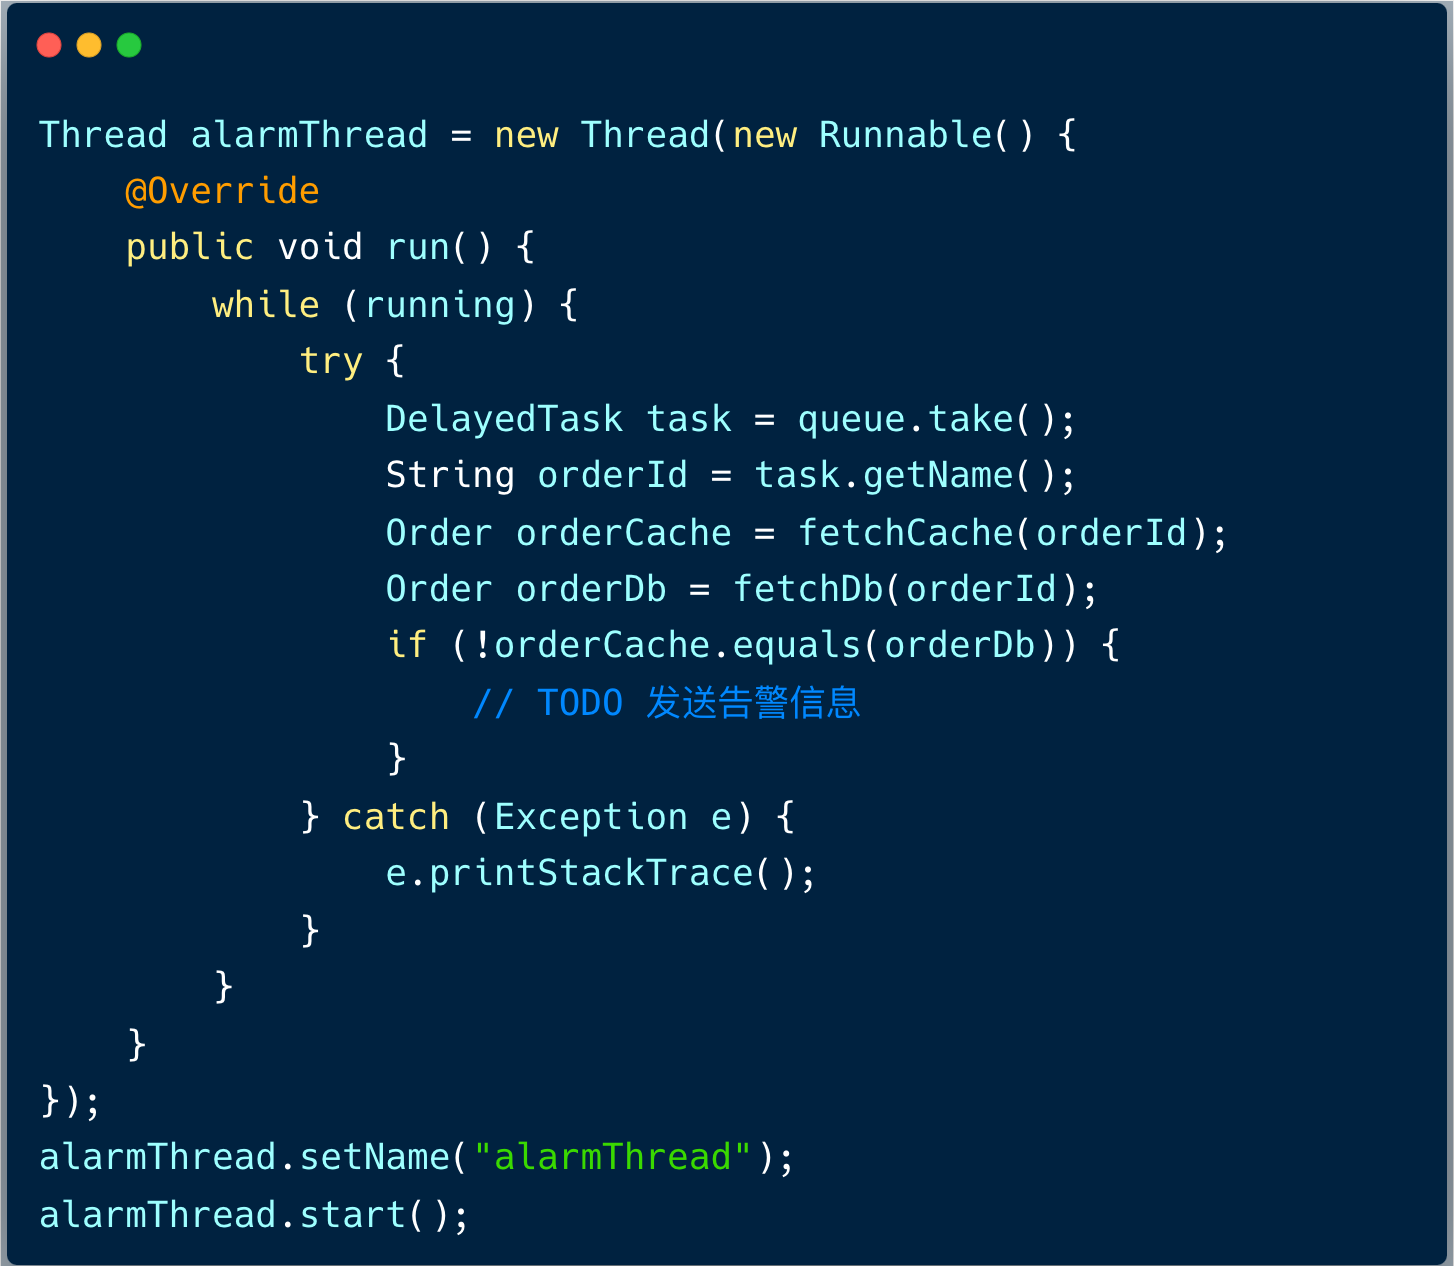 Thread alarmThread = new Thread(new Runnable() {
    @Override
    public void run() {
        while (running) {
            try {
                DelayedTask task = queue.take();
                String orderId = task.getName();
                Order orderCache = fetchCache(orderId);
                Order orderDb = fetchDb(orderId);
                if (!orderCache.equals(orderDb)) {
                    // TODO 发送告警信息
                }
            } catch (Exception e) {
                e.printStackTrace();
            }
        }
    }
});
alarmThread.setName("alarmThread");
alarmThread.start();